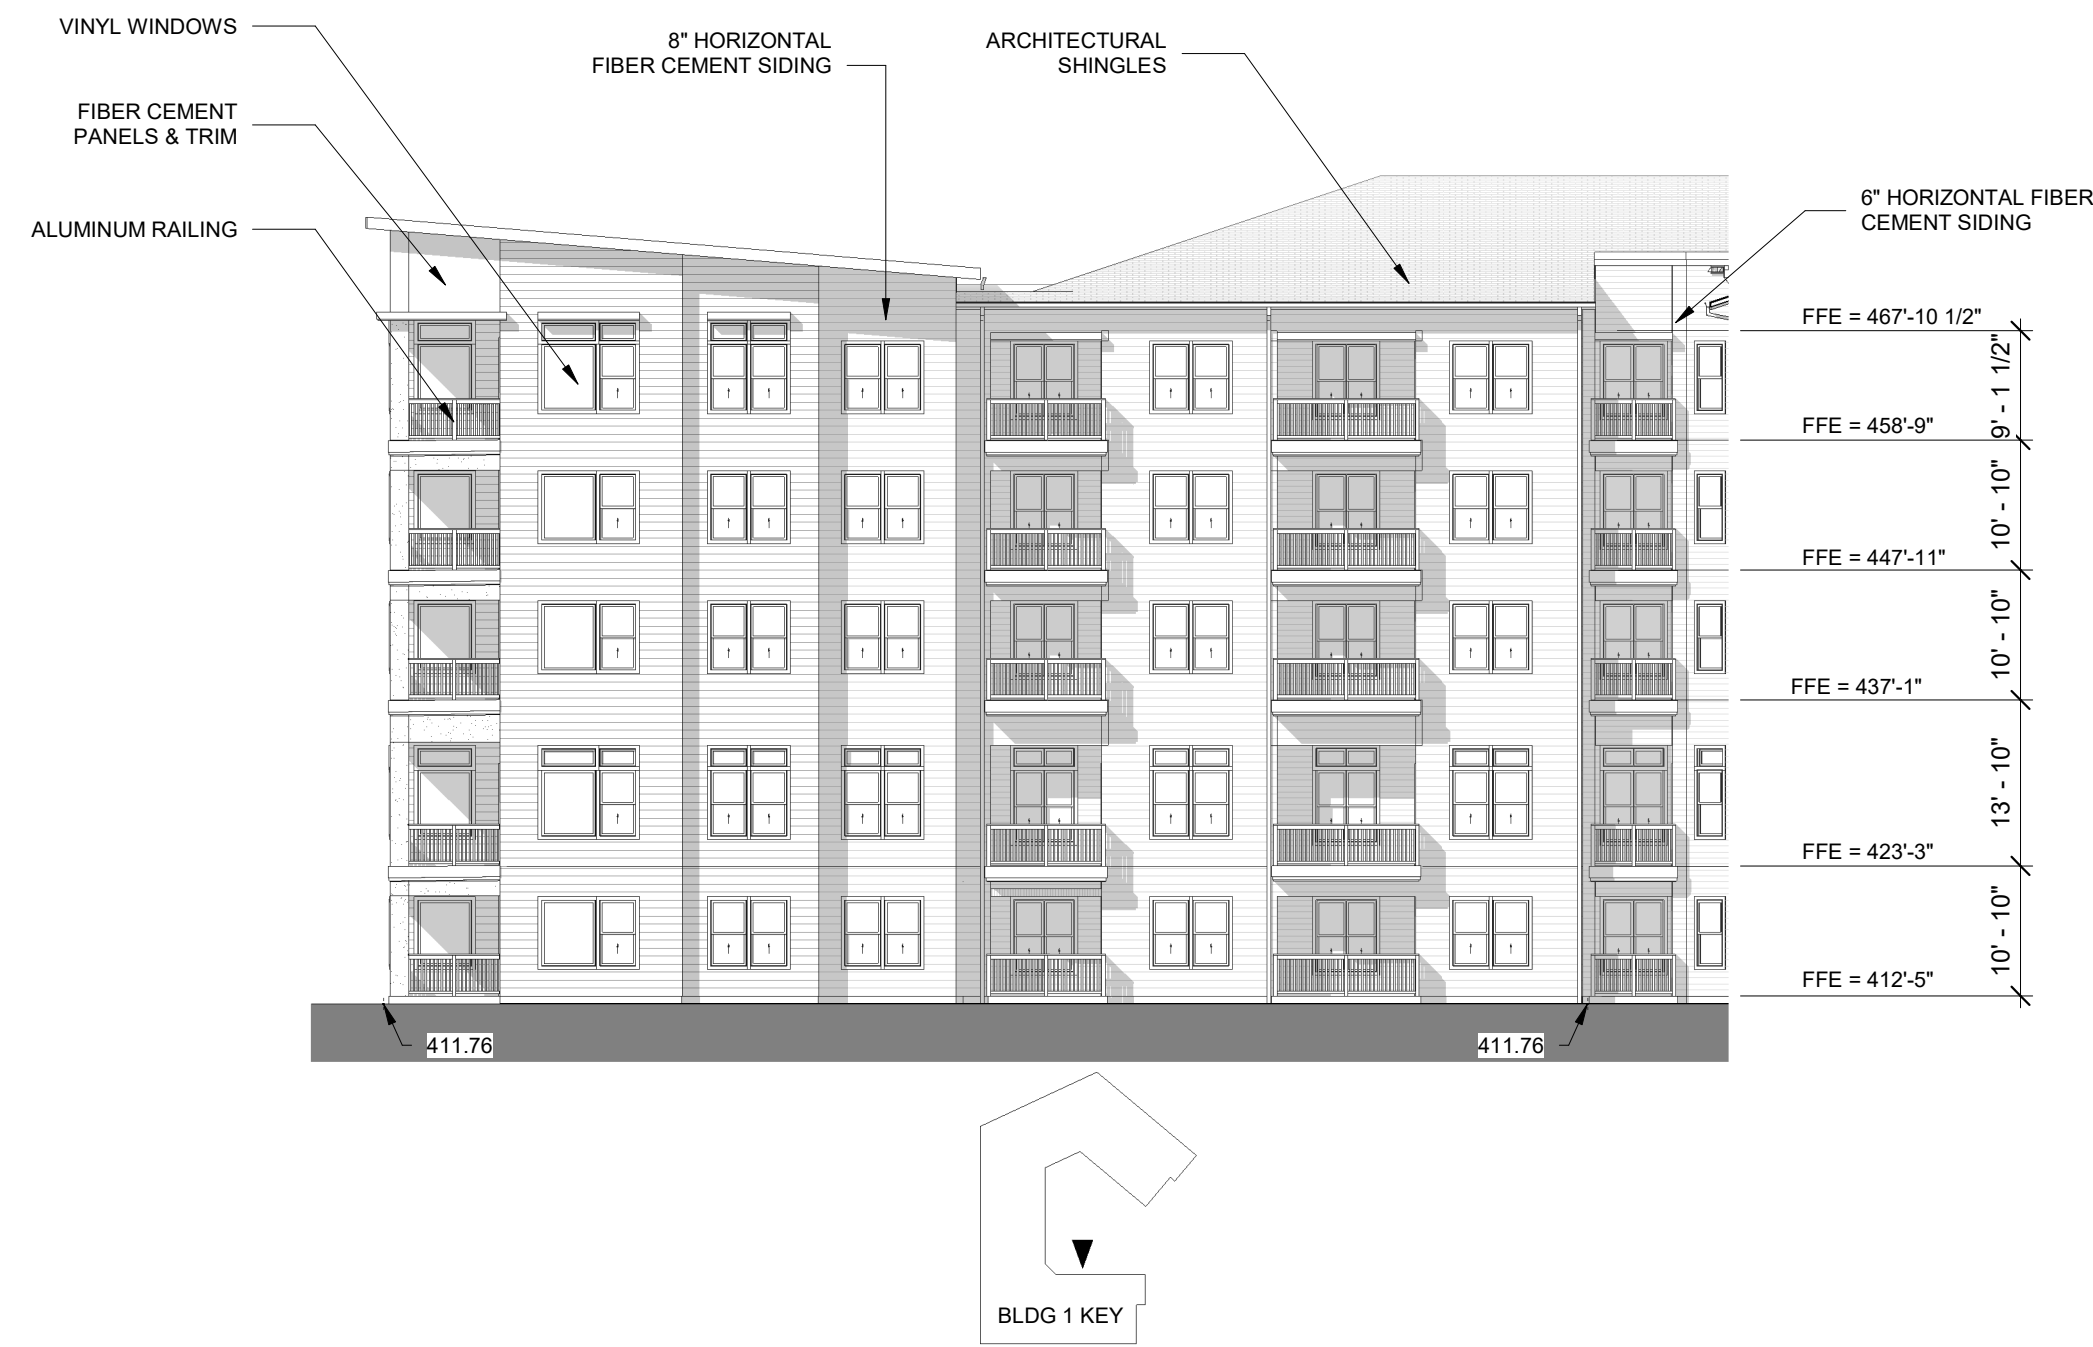 VINYL WINDOWS
8" HORIZONTAL
FIBER CEMENT SIDING
ARCHITECTURAL
SHINGLES
FIBER CEMENT
PANELS & TRIM
6" HORIZONTAL FIBER
CEMENT SIDING
ALUMINUM RAILING
FFE = 467'-10 1/2"
9' - 1 1/2"
FFE = 458'-9"
10' - 10"
FFE = 447'-11"
10' - 10"
FFE = 437'-1"
13' - 10"
FFE = 423'-3"
10' - 10"
FFE = 412'-5"
411.76
411.76
BLDG 1 KEY